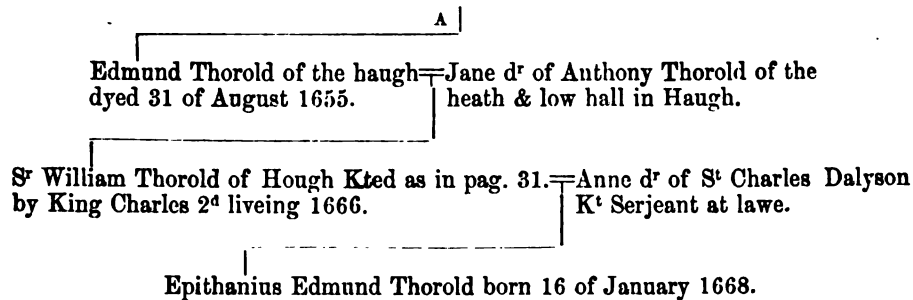 A
Edmund Thorold of the haugh=Jane dʳ of Anthony Thorold of the
dyed 31 of August 1655. heath & low hall in Haugh.
Sʳ William Thorold of Hough Kted as in pag. 31.=Anne dʳ of Sᵗ Charles Dalyson
by King Charles 2ᵈ liveing 1666. Kᵗ Serjeant at lawe.
Epithanius Edmund Thorold born 16 of January 1668.